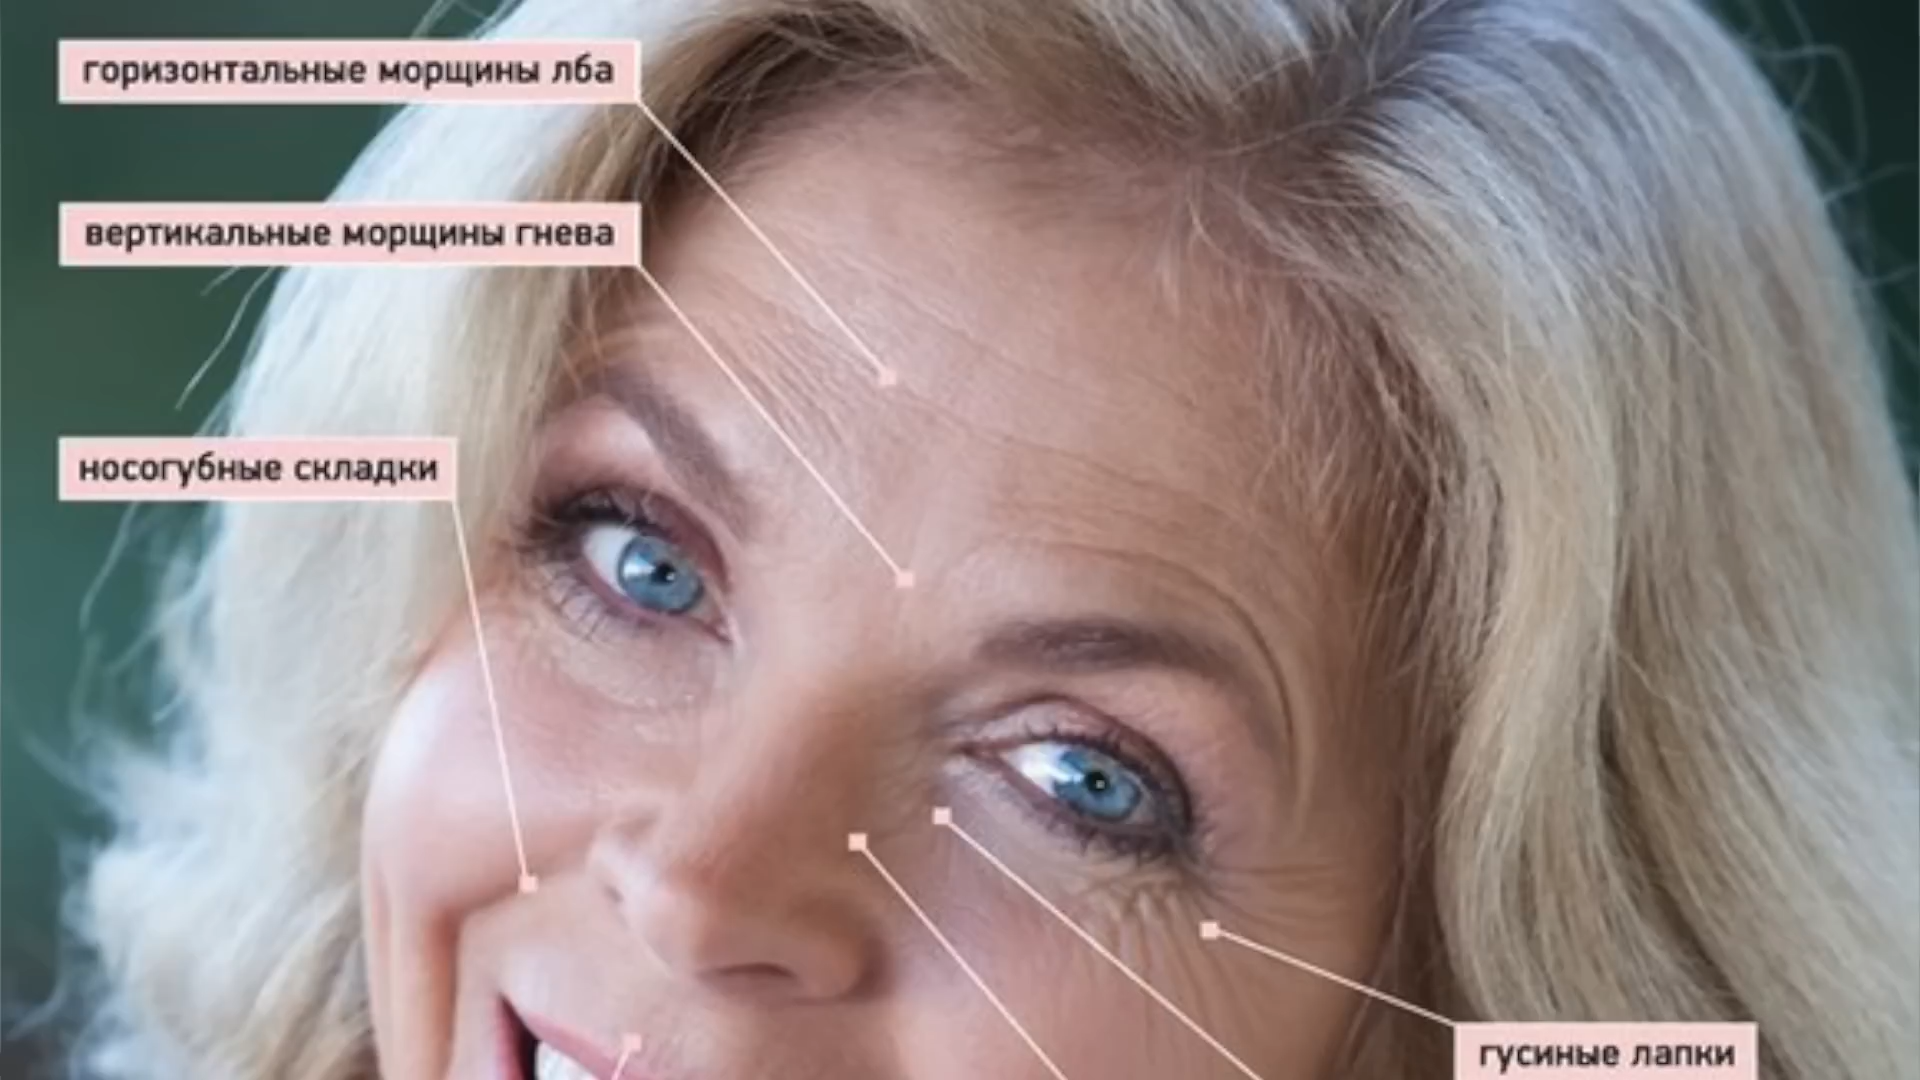 горизонтальные морщины лба
вертикальные морщины гнева
носогубные складки
гусиные лапки